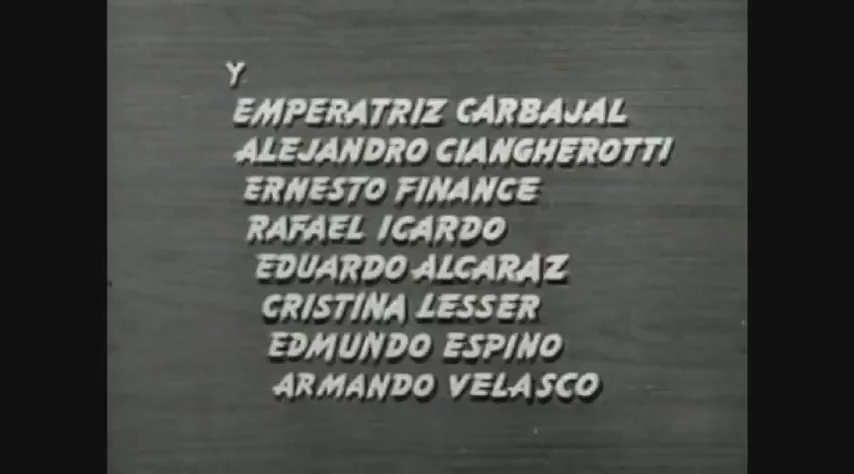 Y
EMPERATRIZ CARBAJAL
ALEJANDRO CIANGHEROTTI
ERNESTO FINANCE
RAFAEL ICARDO
EDUARDO ALCARAZ
CRISTINA LESSER
EDMUNDO ESPINO
ARMANDO VELASCO